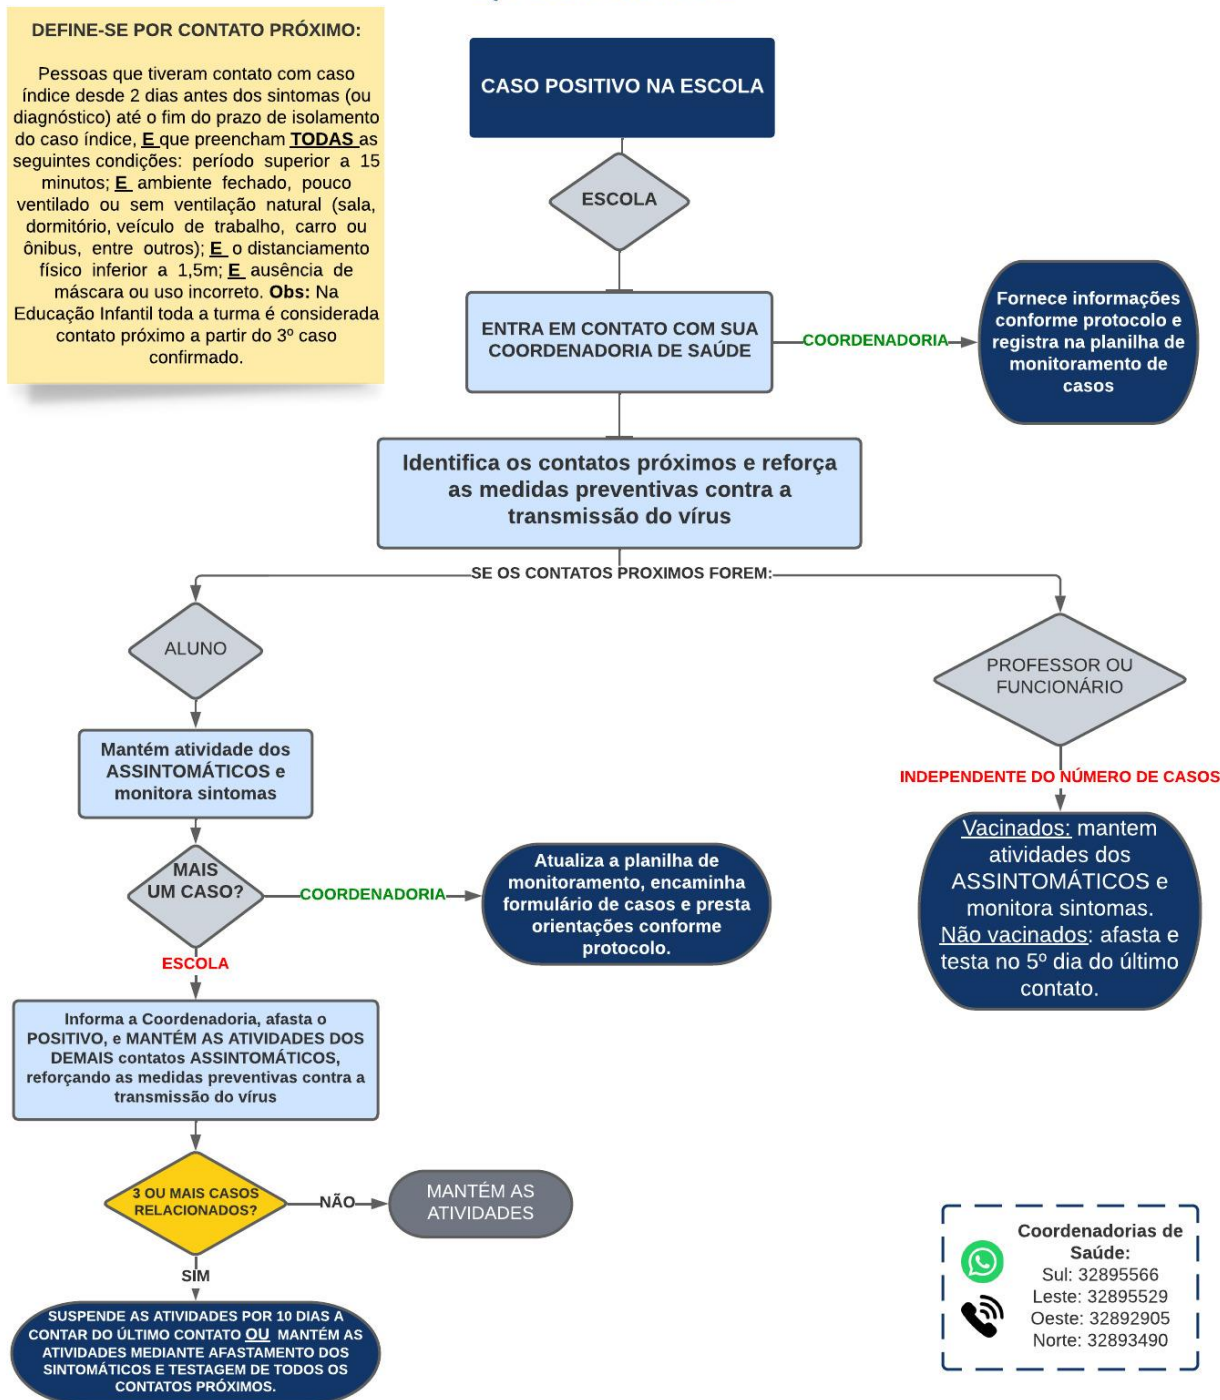 DEFINE-SE POR CONTATO PRÓXIMO:
Pessoas que tiveram contato com caso
índice desde 2 dias antes dos sintomas (ou
diagnóstico) até o fim do prazo de isolamento
do caso índice, E que preencham TODAS as
seguintes condições: período superior a 15
minutos; E ambiente fechado, pouco
ventilado ou sem ventilação natural (sala,
dormitório, veículo de trabalho, carro ou
ônibus, entre outros); E o distanciamento
físico inferior a 1,5m; E ausência de
máscara ou uso incorreto. Obs: Na
Educação Infantil toda a turma é considerada
contato próximo a partir do 3º caso
confirmado.
CASO POSITIVO NA ESCOLA
ESCOLA
ENTRA EM CONTATO COM SUA
COORDENADORIA DE SAÚDE
COORDENADORIA
Fornece informações
conforme protocolo e
registra na planilha de
monitoramento de
casos
Identifica os contatos próximos e reforça
as medidas preventivas contra a
transmissão do vírus
SE OS CONTATOS PROXIMOS FOREM:
ALUNO
Mantém atividade dos
ASSINTOMÁTICOS e
monitora sintomas
MAIS
UM CASO?
COORDENADORIA
Atualiza a planilha de
monitoramento, encaminha
formulário de casos e presta
orientações conforme
protocolo.
ESCOLA
Informa a Coordenadoria, afasta o
POSITIVO, e MANTÉM AS ATIVIDADES DOS
DEMAIS contatos ASSINTOMÁTICOS,
reforçando as medidas preventivas contra a
transmissão do vírus
3 OU MAIS CASOS
RELACIONADOS?
NÃO
MANTÉM AS
ATIVIDADES
SIM
SUSPENDE AS ATIVIDADES POR 10 DIAS A
CONTAR DO ÚLTIMO CONTATO OU MANTÉM AS
ATIVIDADES MEDIANTE AFASTAMENTO DOS
SINTOMÁTICOS E TESTAGEM DE TODOS OS
CONTATOS PRÓXIMOS.
PROFESSOR OU
FUNCIONÁRIO
INDEPENDENTE DO NÚMERO DE CASOS
Vacinados: mantem
atividades dos
ASSINTOMÁTICOS e
monitora sintomas.
Não vacinados: afasta e
testa no 5º dia do último
contato.
Coordenadorias de
Saúde:
Sul: 32895566
Leste: 32895529
Oeste: 32892905
Norte: 32893490